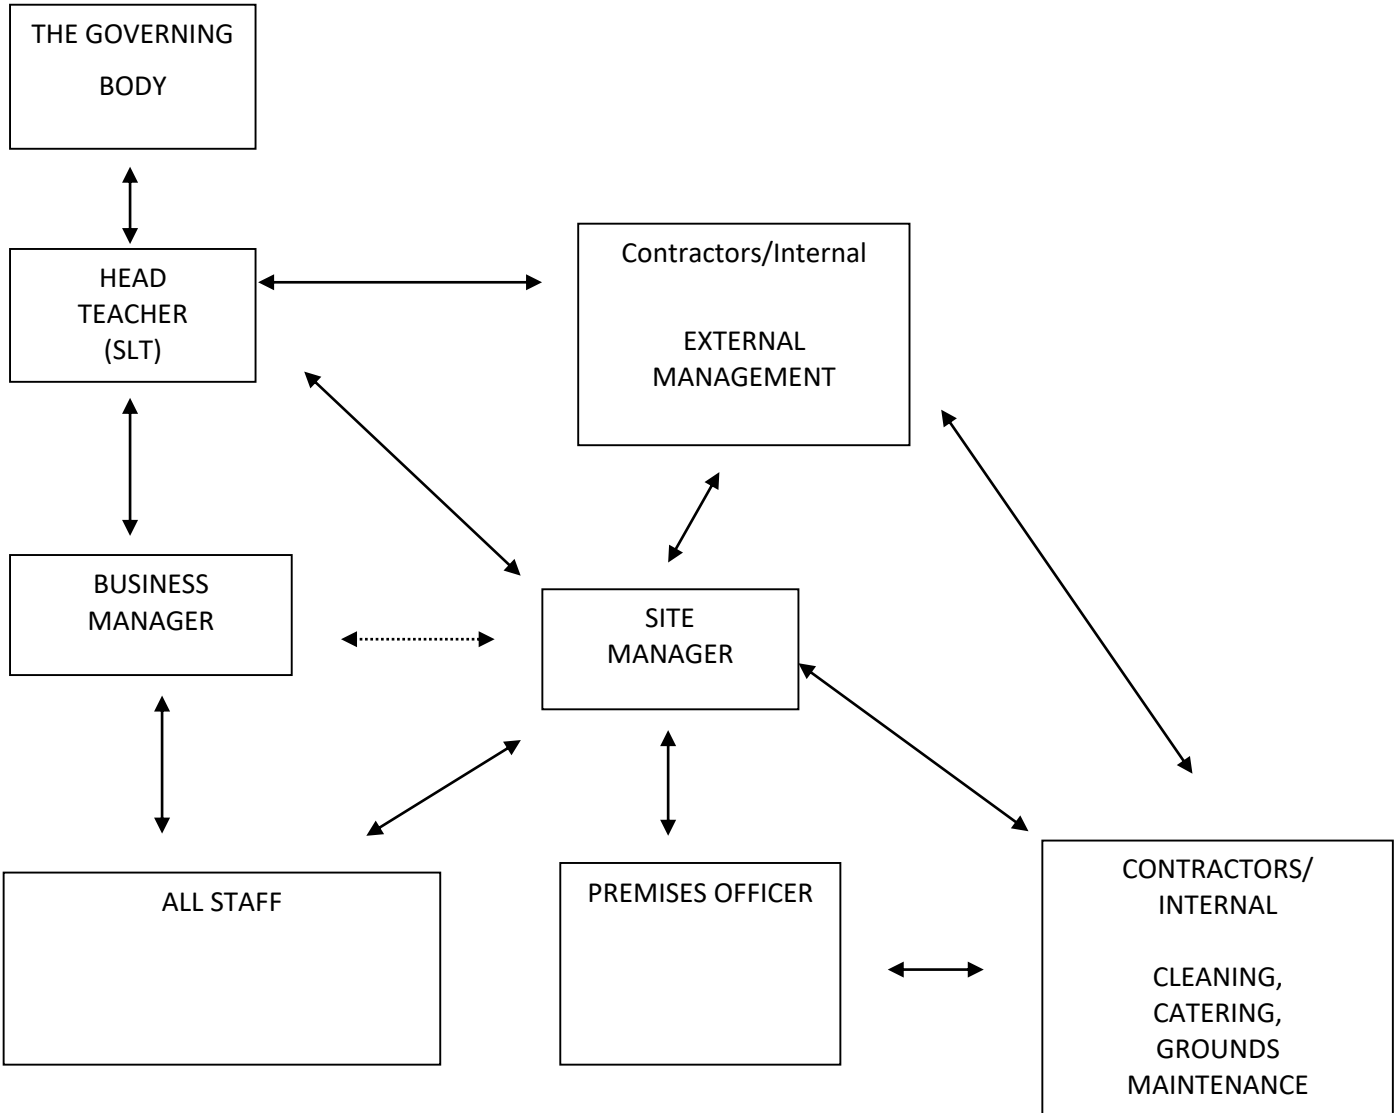 THE GOVERNING
BODY
HEAD
TEACHER
(SLT)
Contractors/Internal
EXTERNAL
MANAGEMENT
BUSINESS
MANAGER
SITE
MANAGER
ALL STAFF
PREMISES OFFICER
CONTRACTORS/
INTERNAL
CLEANING,
CATERING,
GROUNDS
MAINTENANCE